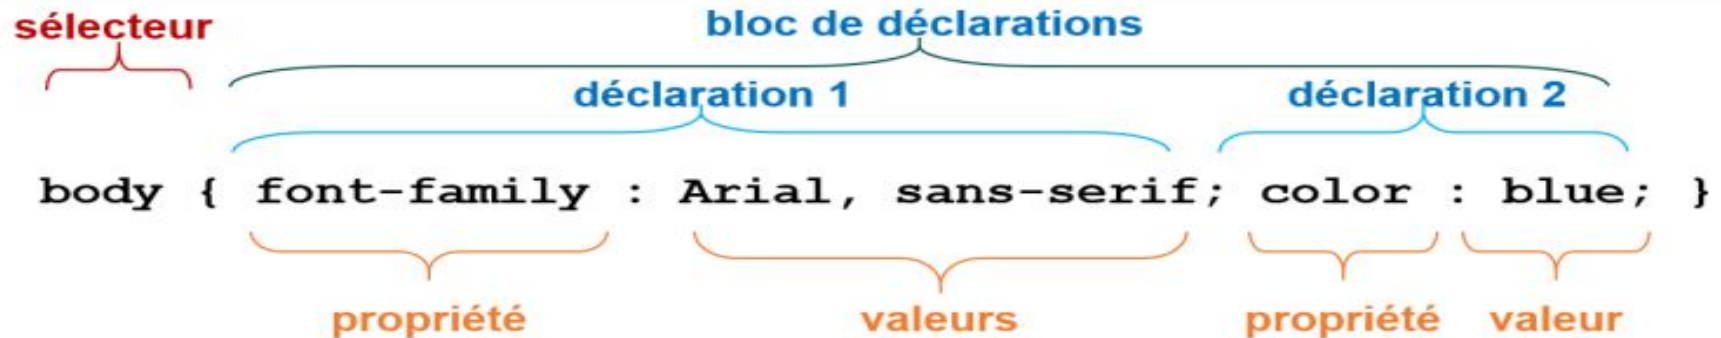 sélecteur bloc de déclarations
déclaration 1 déclaration 2
body { font-family : Arial, sans-serif; color : blue; }
propriété valeurs propriété valeur